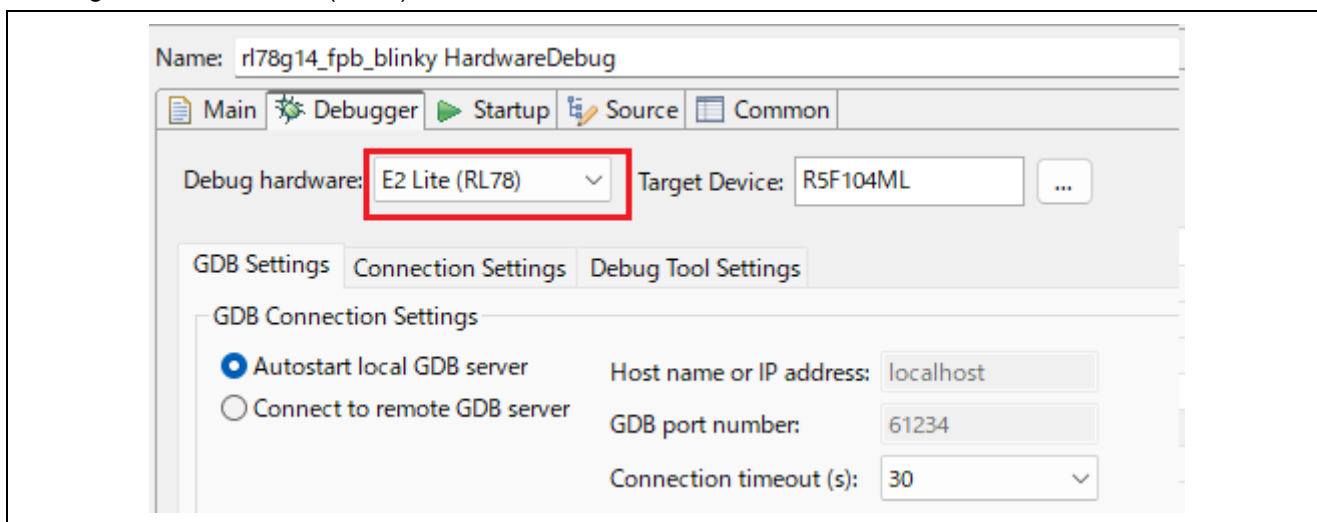 Name: rl78g14_fpb_blinky HardwareDebug
Main Debugger Startup Source Common
Debug hardware: E2 Lite (RL78) Target Device: R5F104ML ...
GDB Settings Connection Settings Debug Tool Settings
GDB Connection Settings
Autostart local GDB server Host name or IP address: localhost
Connect to remote GDB server
GDB port number: 61234
Connection timeout (s): 30